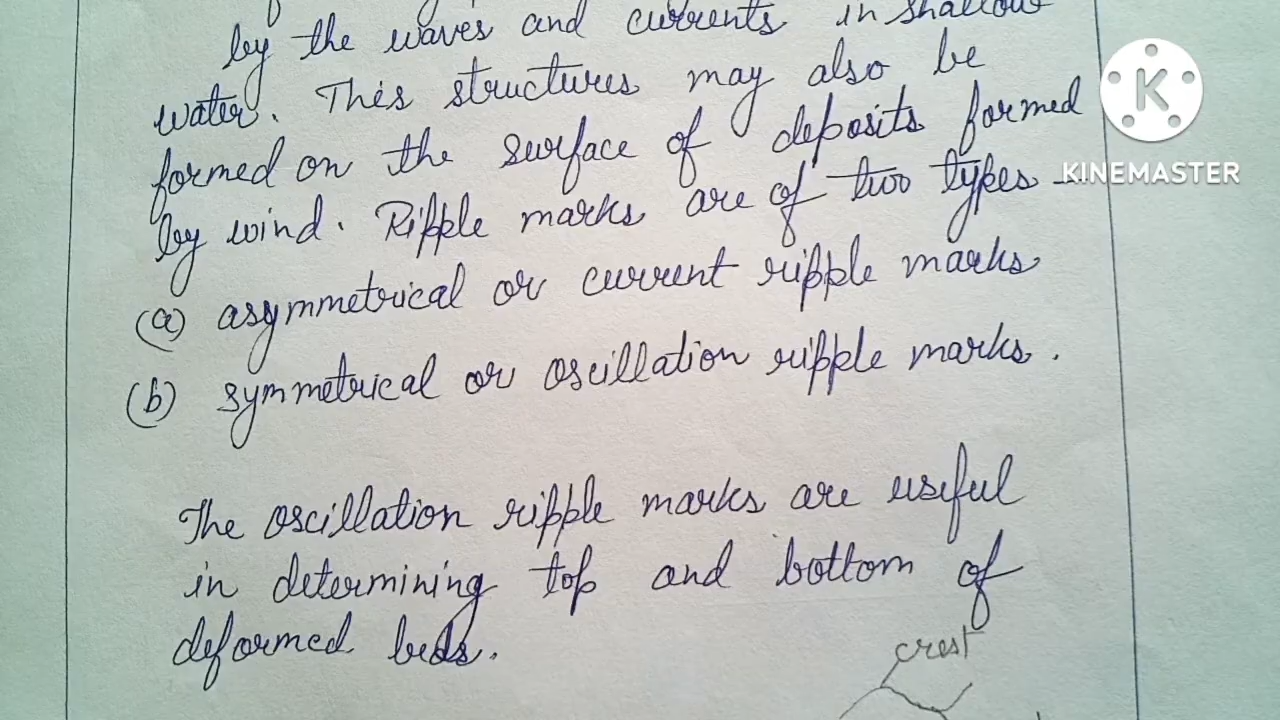 by the waves and currents in shallow
water. This structures may also be
formed on the surface of deposits formed
by wind. Ripple marks are of two types —
(a) asymmetrical or current ripple marks
(b) symmetrical or oscillation ripple marks.
The oscillation ripple marks are useful
in determining top and bottom of
deformed beds.
crest
K
KINEMASTER